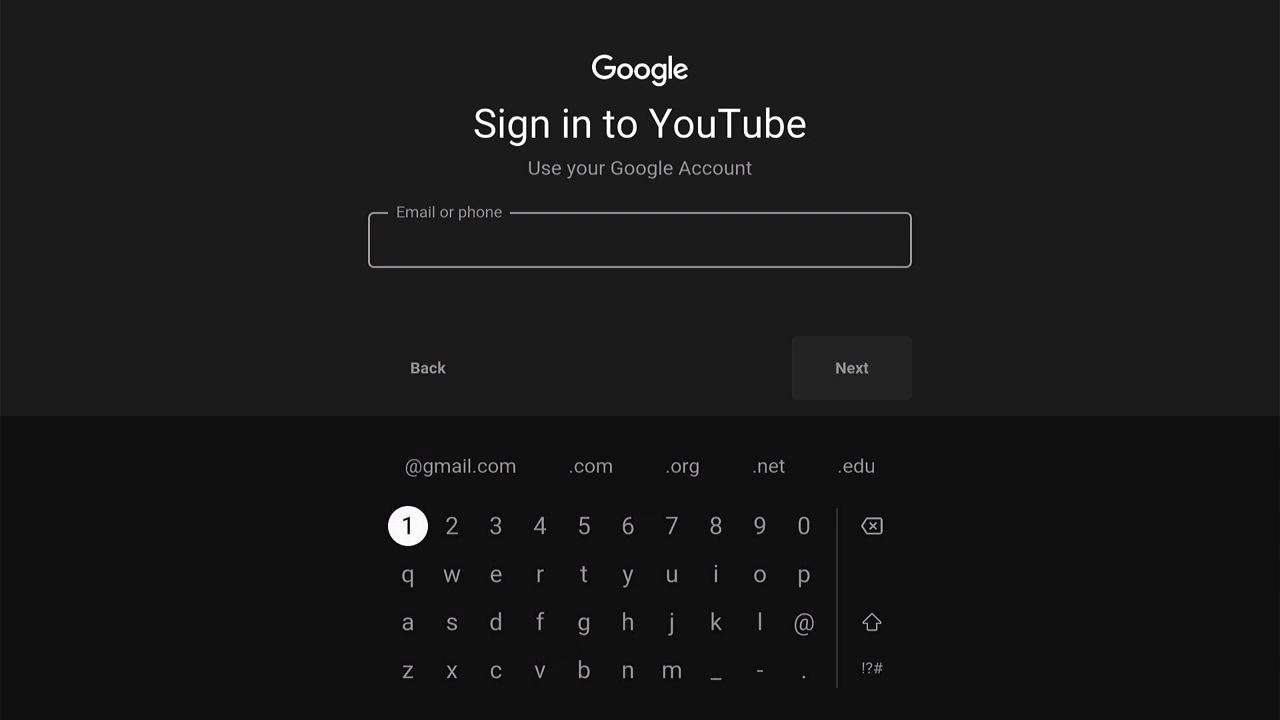 Google
Sign in to YouTube
Use your Google Account
Email or phone
Back Next
@gmail.com .com .org .net .edu
1 2 3 4 5 6 7 8 9 0
q w e r t y u i o p
a s d f g h j k l @
z x c v b n m _ - . !?#